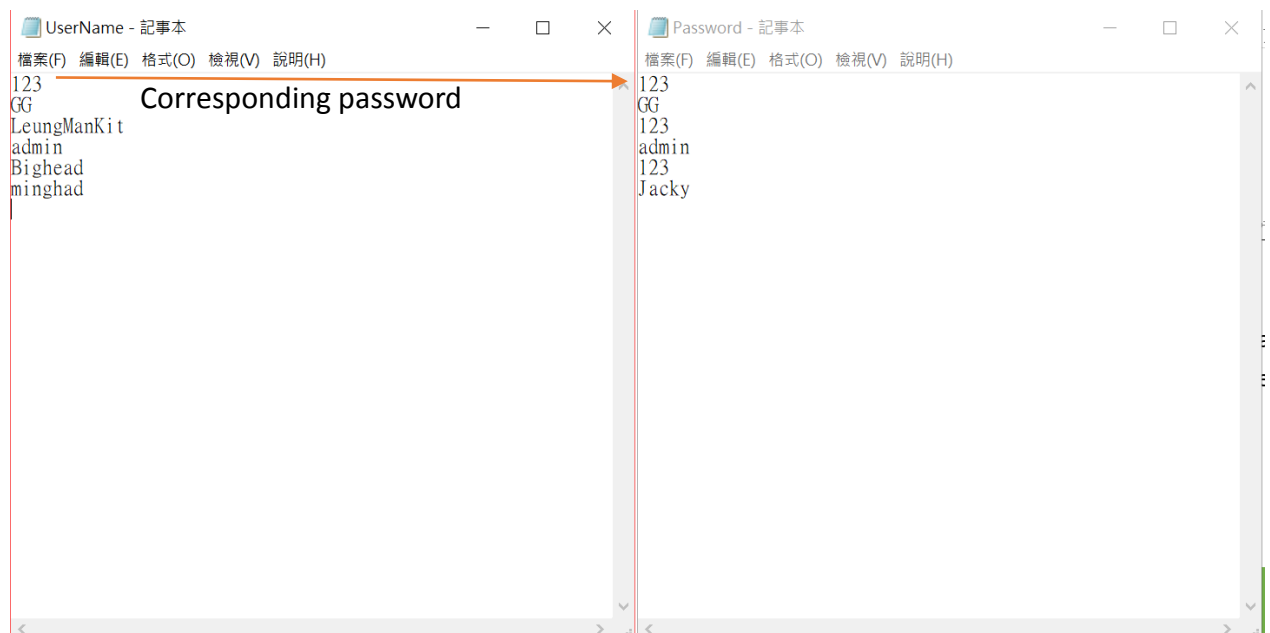 UserName - 記事本
檔案(F) 編輯(E) 格式(O) 檢視(V) 說明(H)
123
GG
LeungManKit
admin
Bighead
minghad
Corresponding password
Password - 記事本
檔案(F) 編輯(E) 格式(O) 檢視(V) 說明(H)
123
GG
123
admin
123
Jacky